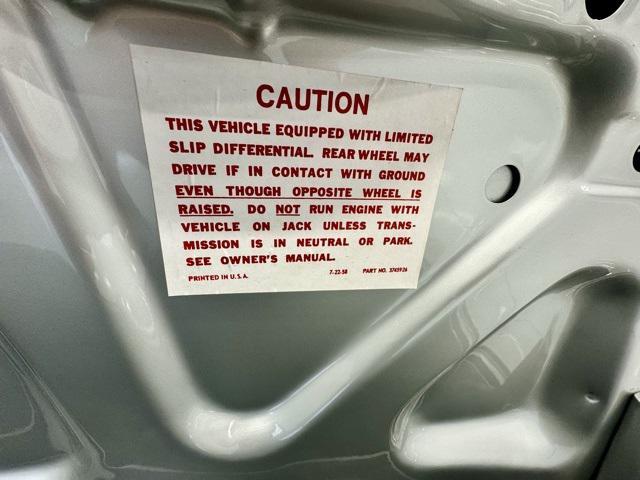 CAUTION
THIS VEHICLE EQUIPPED WITH LIMITED
SLIP DIFFERENTIAL. REAR WHEEL MAY
DRIVE IF IN CONTACT WITH GROUND
EVEN THOUGH OPPOSITE WHEEL IS
RAISED. DO NOT RUN ENGINE WITH
VEHICLE ON JACK UNLESS TRANS-
MISSION IS IN NEUTRAL OR PARK.
SEE OWNER'S MANUAL.
PRINTED IN U.S.A. 7-22-58 PART NO. 3745926